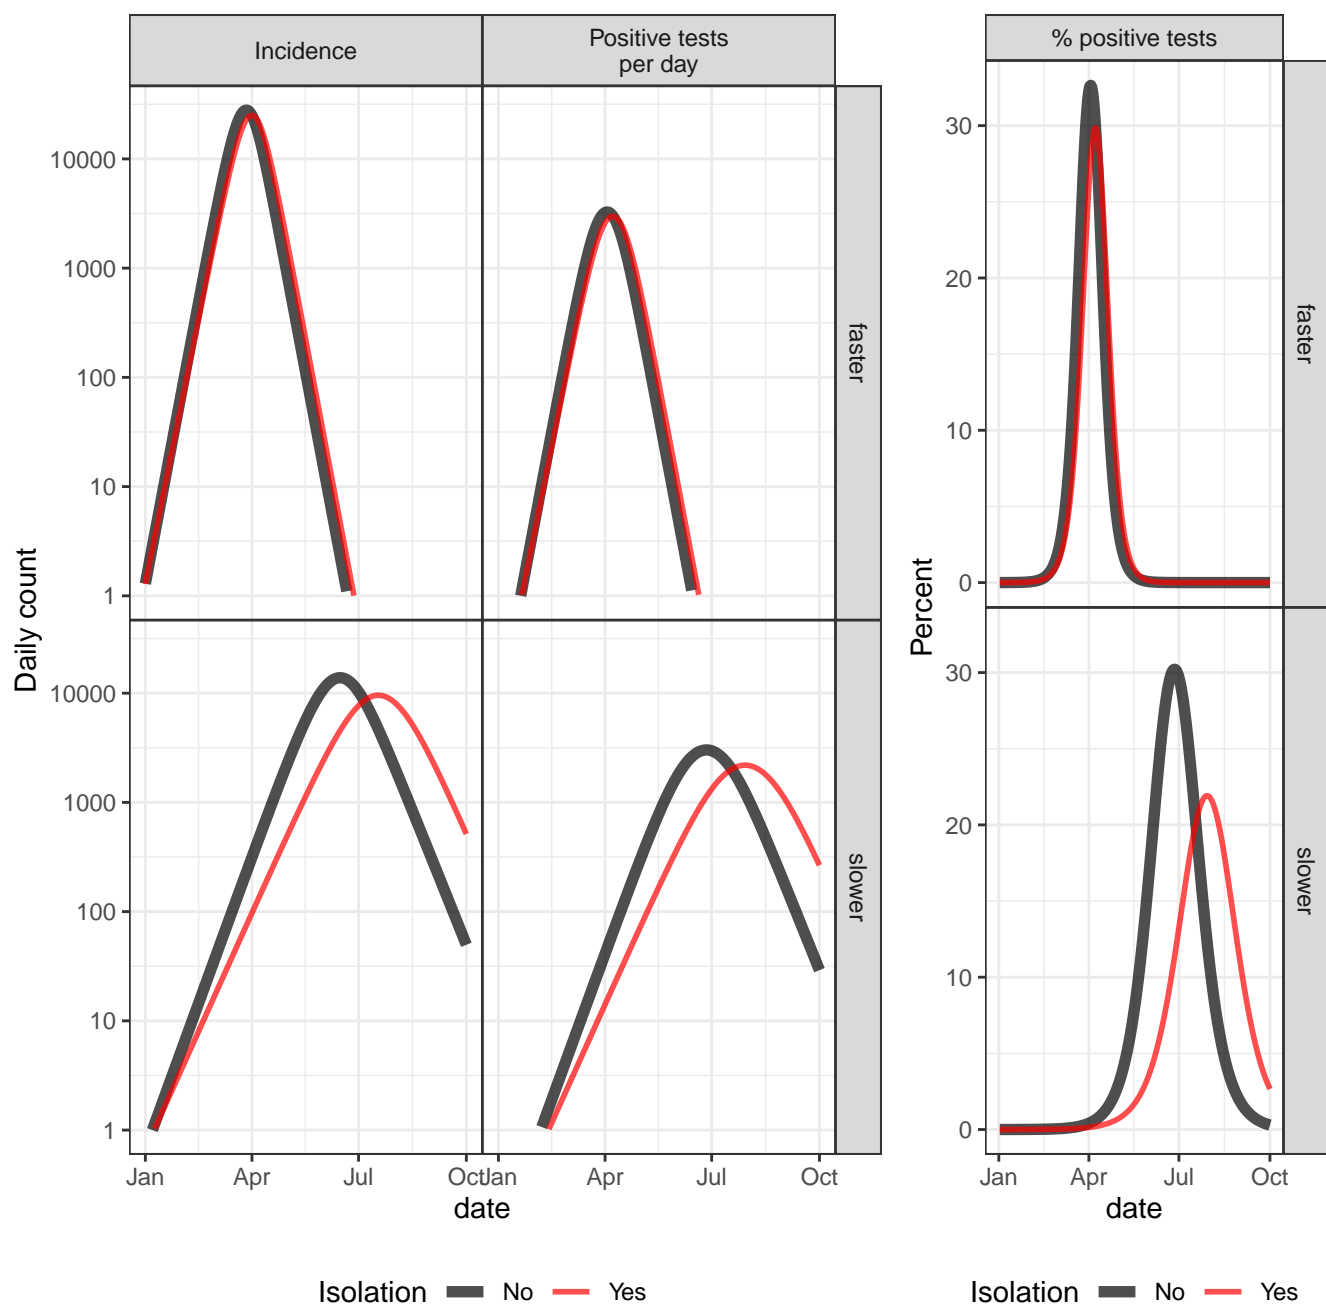 Incidence
Positive tests
per day
% positive tests
Daily count
10000
1000
100
10
1
faster
10000
1000
100
10
1
slower
Jan Apr Jul Oct Jan Apr Jul Oct
date
Percent
30
20
10
0
faster
30
20
10
0
slower
Jan Apr Jul Oct
date
Isolation No Yes
Isolation No Yes